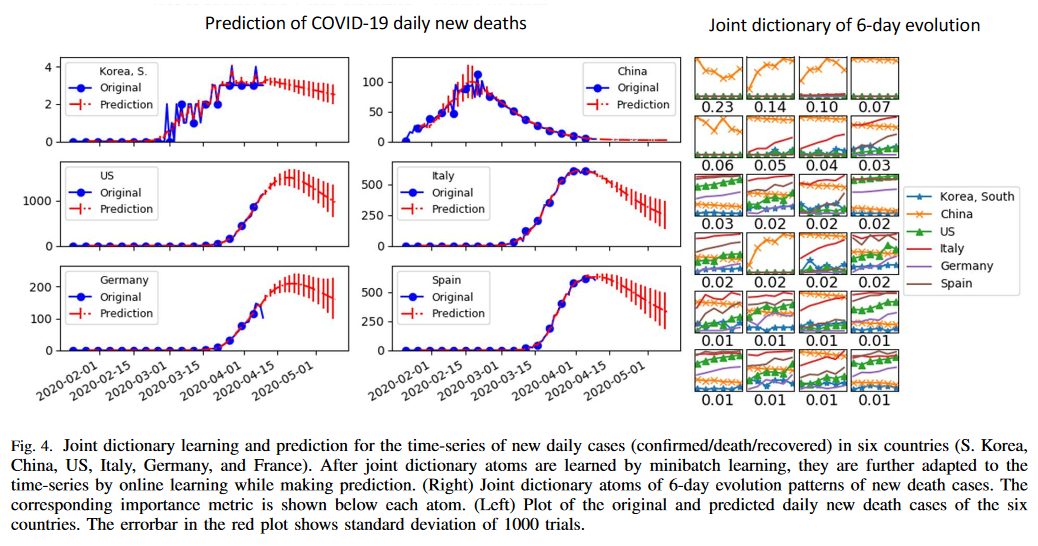 Prediction of COVID-19 daily new deaths
Joint dictionary of 6-day evolution
4
2
0
Korea, S.
Original
Prediction
100
50
0
China
Original
Prediction
1000
0
US
Original
Prediction
500
250
0
Italy
Original
Prediction
200
100
0
Germany
Original
Prediction
500
250
0
Spain
Original
Prediction
2020-02-01
2020-02-15
2020-03-01
2020-03-15
2020-04-01
2020-04-15
2020-05-01
2020-02-01
2020-02-15
2020-03-01
2020-03-15
2020-04-01
2020-04-15
2020-05-01
0.23 0.14 0.10 0.07
0.06 0.05 0.04 0.03
0.03 0.02 0.02 0.02
0.02 0.02 0.02 0.02
0.01 0.01 0.01 0.01
0.01 0.01 0.01 0.01
Korea, South
China
US
Italy
Germany
Spain
Fig. 4. Joint dictionary learning and prediction for the time-series of new daily cases (confirmed/death/recovered) in six countries (S. Korea,
China, US, Italy, Germany, and France). After joint dictionary atoms are learned by minibatch learning, they are further adapted to the
time-series by online learning while making prediction. (Right) Joint dictionary atoms of 6-day evolution patterns of new death cases. The
corresponding importance metric is shown below each atom. (Left) Plot of the original and predicted daily new death cases of the six
countries. The errorbar in the red plot shows standard deviation of 1000 trials.